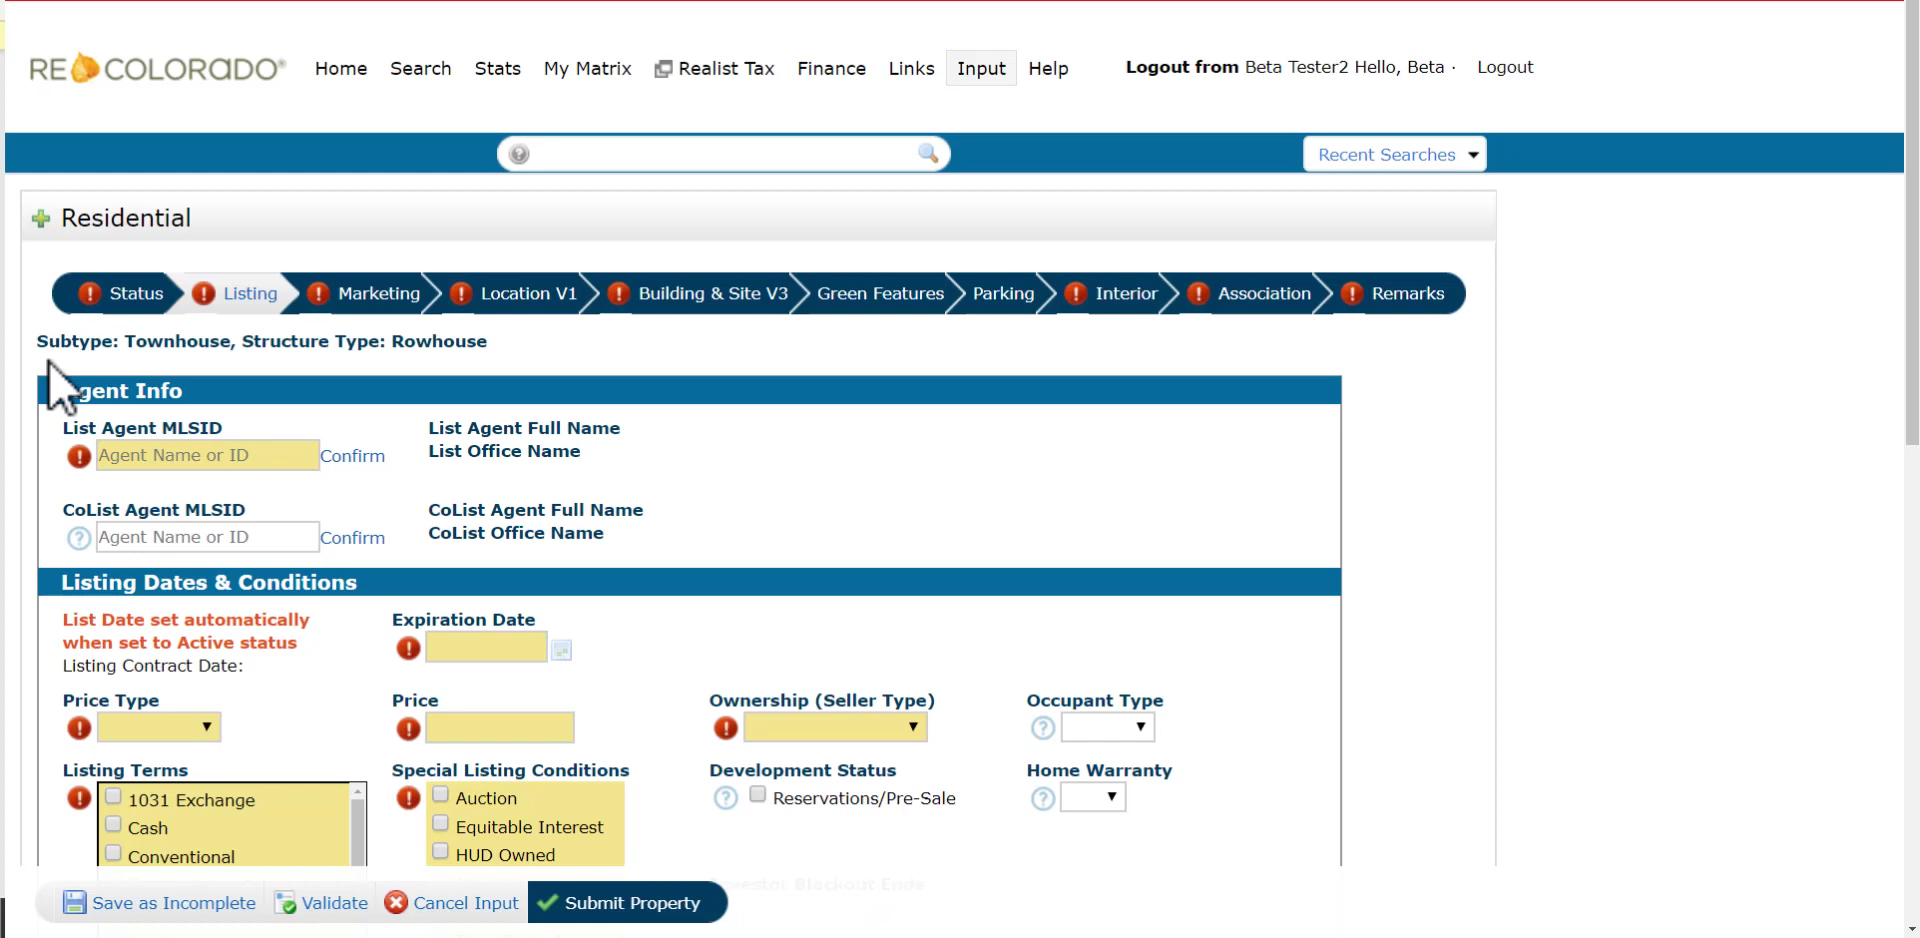 RE COLORADO®
Home Search Stats My Matrix Realist Tax Finance Links Input Help Logout from Beta Tester2 Hello, Beta · Logout
Recent Searches
Residential
Status Listing Marketing Location V1 Building & Site V3 Green Features Parking Interior Association Remarks
Subtype: Townhouse, Structure Type: Rowhouse
gent Info
List Agent MLSID List Agent Full Name
Agent Name or ID Confirm List Office Name
CoList Agent MLSID CoList Agent Full Name
Agent Name or ID Confirm CoList Office Name
Listing Dates & Conditions
List Date set automatically Expiration Date
when set to Active status
Listing Contract Date:
Price Type Price Ownership (Seller Type) Occupant Type
Listing Terms Special Listing Conditions Development Status Home Warranty
1031 Exchange Auction Reservations/Pre-Sale
Cash Equitable Interest
Conventional HUD Owned
Blackout Ends
Save as Incomplete Validate Cancel Input Submit Property